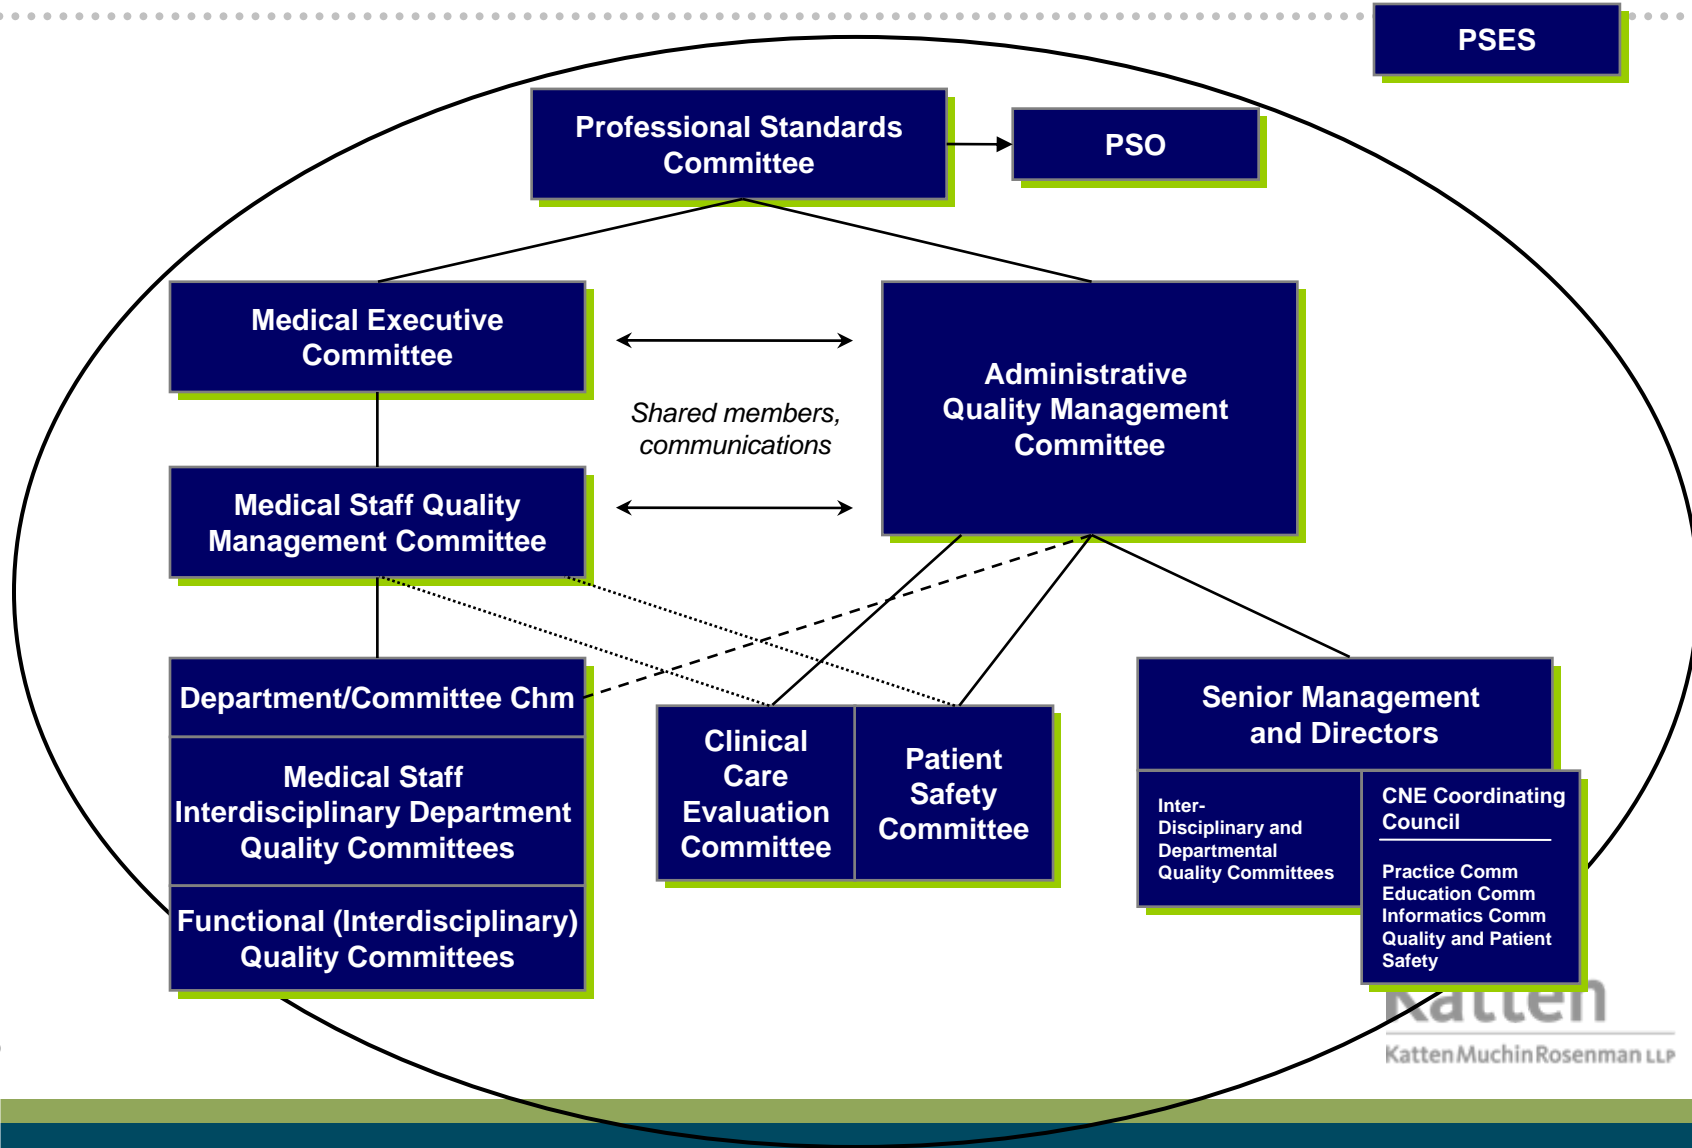 PSES
Professional Standards
Committee
PSO
Medical Executive
Committee
Shared members,
communications
Administrative
Quality Management
Committee
Medical Staff Quality
Management Committee
Department/Committee Chm
Medical Staff
Interdisciplinary Department
Quality Committees
Functional (Interdisciplinary)
Quality Committees
Clinical
Care
Evaluation
Committee
Patient
Safety
Committee
Senior Management
and Directors
Inter-
Disciplinary and
Departmental
Quality Committees
CNE Coordinating
Council
Practice Comm
Education Comm
Informatics Comm
Quality and Patient
Safety
Katten
KattenMuchinRosenman LLP